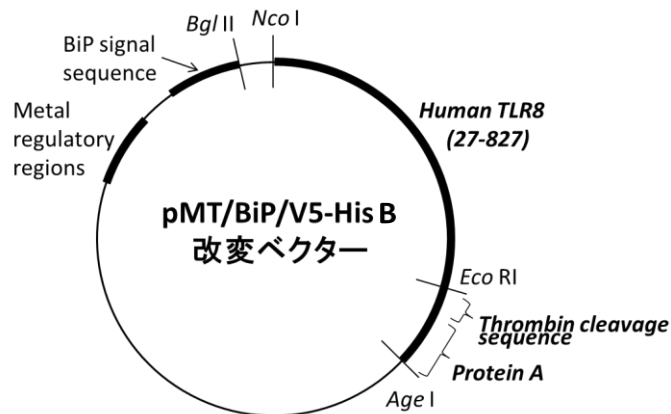 Nco I
Bgl II
BiP signal
sequence
Metal
regulatory
regions
Human TLR8
(27-827)
pMT/BiP/V5-His B
改変ベクター
Eco RI
Thrombin cleavage
sequence
Protein A
Age I